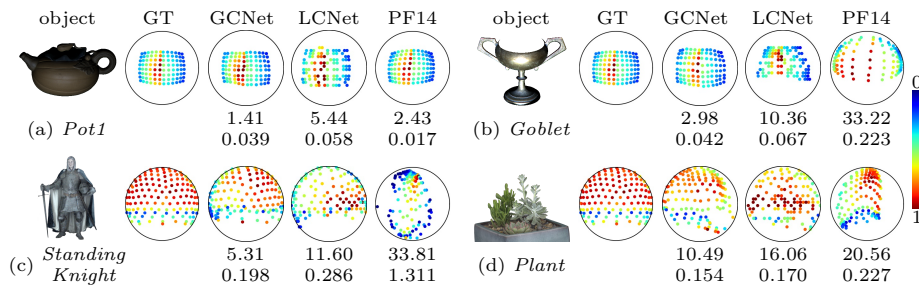 object GT GCNet LCNet PF14 object GT GCNet LCNet PF14
0
1
1.41 5.44 2.43
(a) Pot1
0.039 0.058 0.017
2.98 10.36 33.22
(b) Goblet
0.042 0.067 0.223
Standing 5.31 11.60 33.81
(c)
Knight 0.198 0.286 1.311
10.49 16.06 20.56
(d) Plant
0.154 0.170 0.227